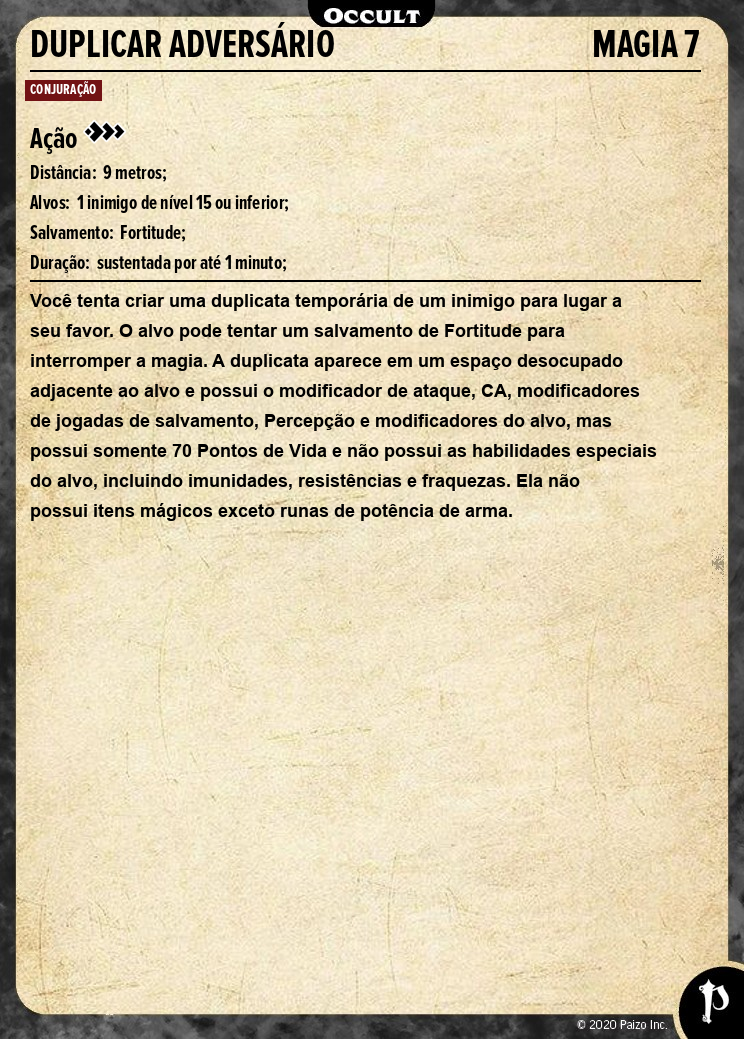 OCCULT
DUPLICAR ADVERSÁRIO MAGIA 7
CONJURAÇÃO
Ação
Distância: 9 metros;
Alvos: 1 inimigo de nível 15 ou inferior;
Salvamento: Fortitude;
Duração: sustentada por até 1 minuto;
Você tenta criar uma duplicata temporária de um inimigo para lugar a
seu favor. O alvo pode tentar um salvamento de Fortitude para
interromper a magia. A duplicata aparece em um espaço desocupado
adjacente ao alvo e possui o modificador de ataque, CA, modificadores
de jogadas de salvamento, Percepção e modificadores do alvo, mas
possui somente 70 Pontos de Vida e não possui as habilidades especiais
do alvo, incluindo imunidades, resistências e fraquezas. Ela não
possui itens mágicos exceto runas de potência de arma.
© 2020 Paizo Inc.